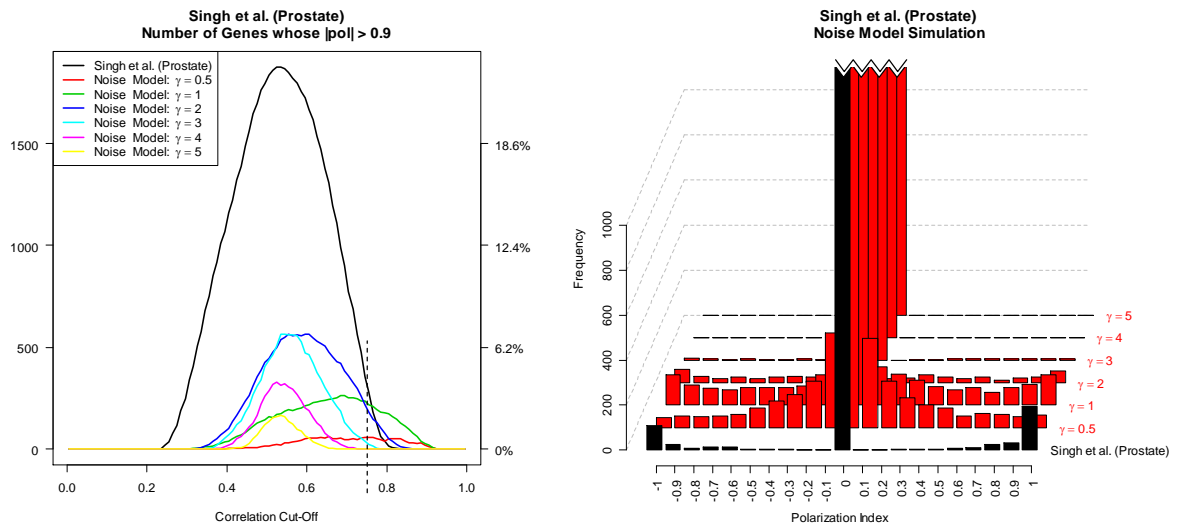 Singh et al. (Prostate)
Number of Genes whose |pol| > 0.9
Singh et al. (Prostate)
Noise Model: γ = 0.5
Noise Model: γ = 1
Noise Model: γ = 2
Noise Model: γ = 3
Noise Model: γ = 4
Noise Model: γ = 5
1500
1000
500
0
18.6%
12.4%
6.2%
0%
0.0 0.2 0.4 0.6 0.8 1.0
Correlation Cut-Off
Singh et al. (Prostate)
Noise Model Simulation
Frequency
1000
800
600
400
200
0
γ = 5
γ = 4
γ = 3
γ = 2
γ = 1
γ = 0.5
Singh et al. (Prostate)
-1 -0.9 -0.8 -0.7 -0.6 -0.5 -0.4 -0.3 -0.2 -0.1 0 0.1 0.2 0.3 0.4 0.5 0.6 0.7 0.8 0.9 1
Polarization Index